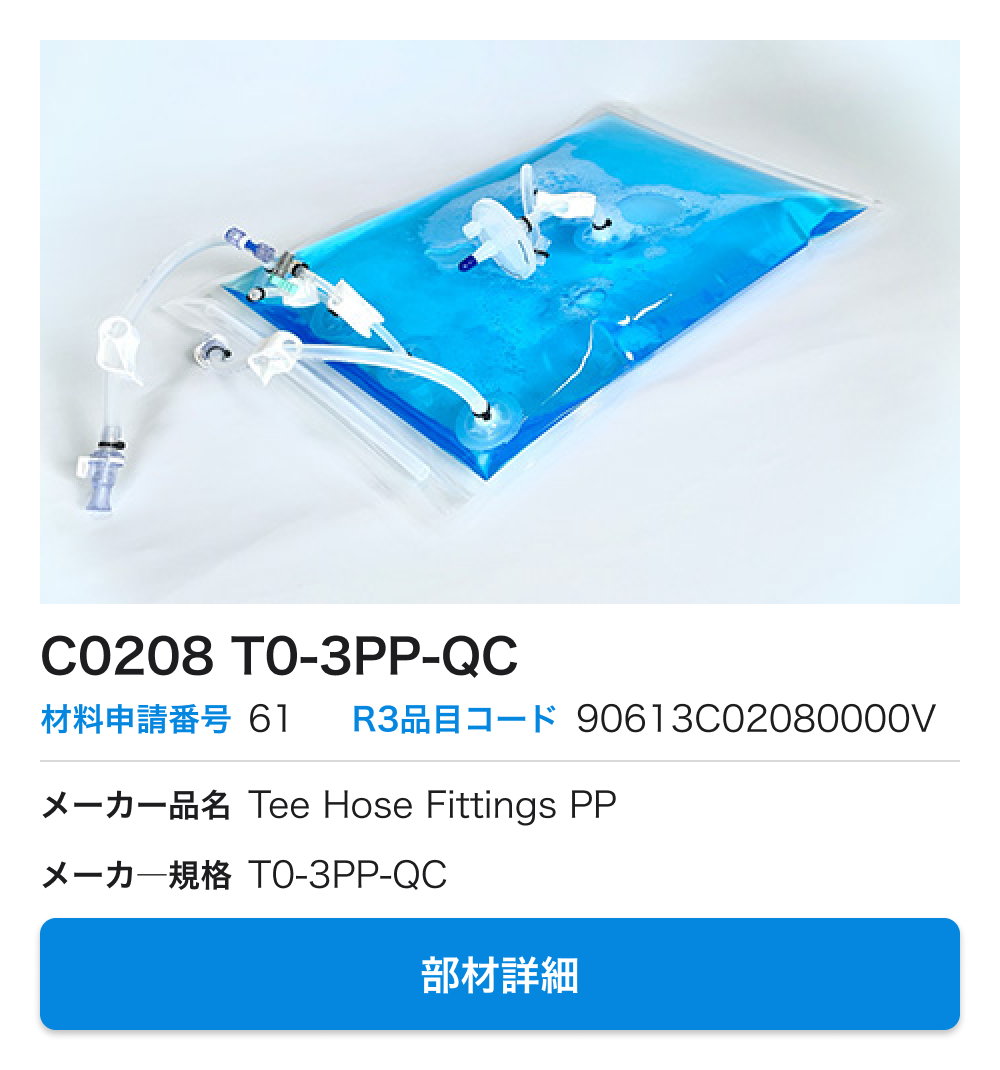 C0208 T0-3PP-QC
材料申請番号 61 R3品目コード 90613C02080000V
メーカー品名 Tee Hose Fittings PP
メーカ―規格 T0-3PP-QC
部材詳細